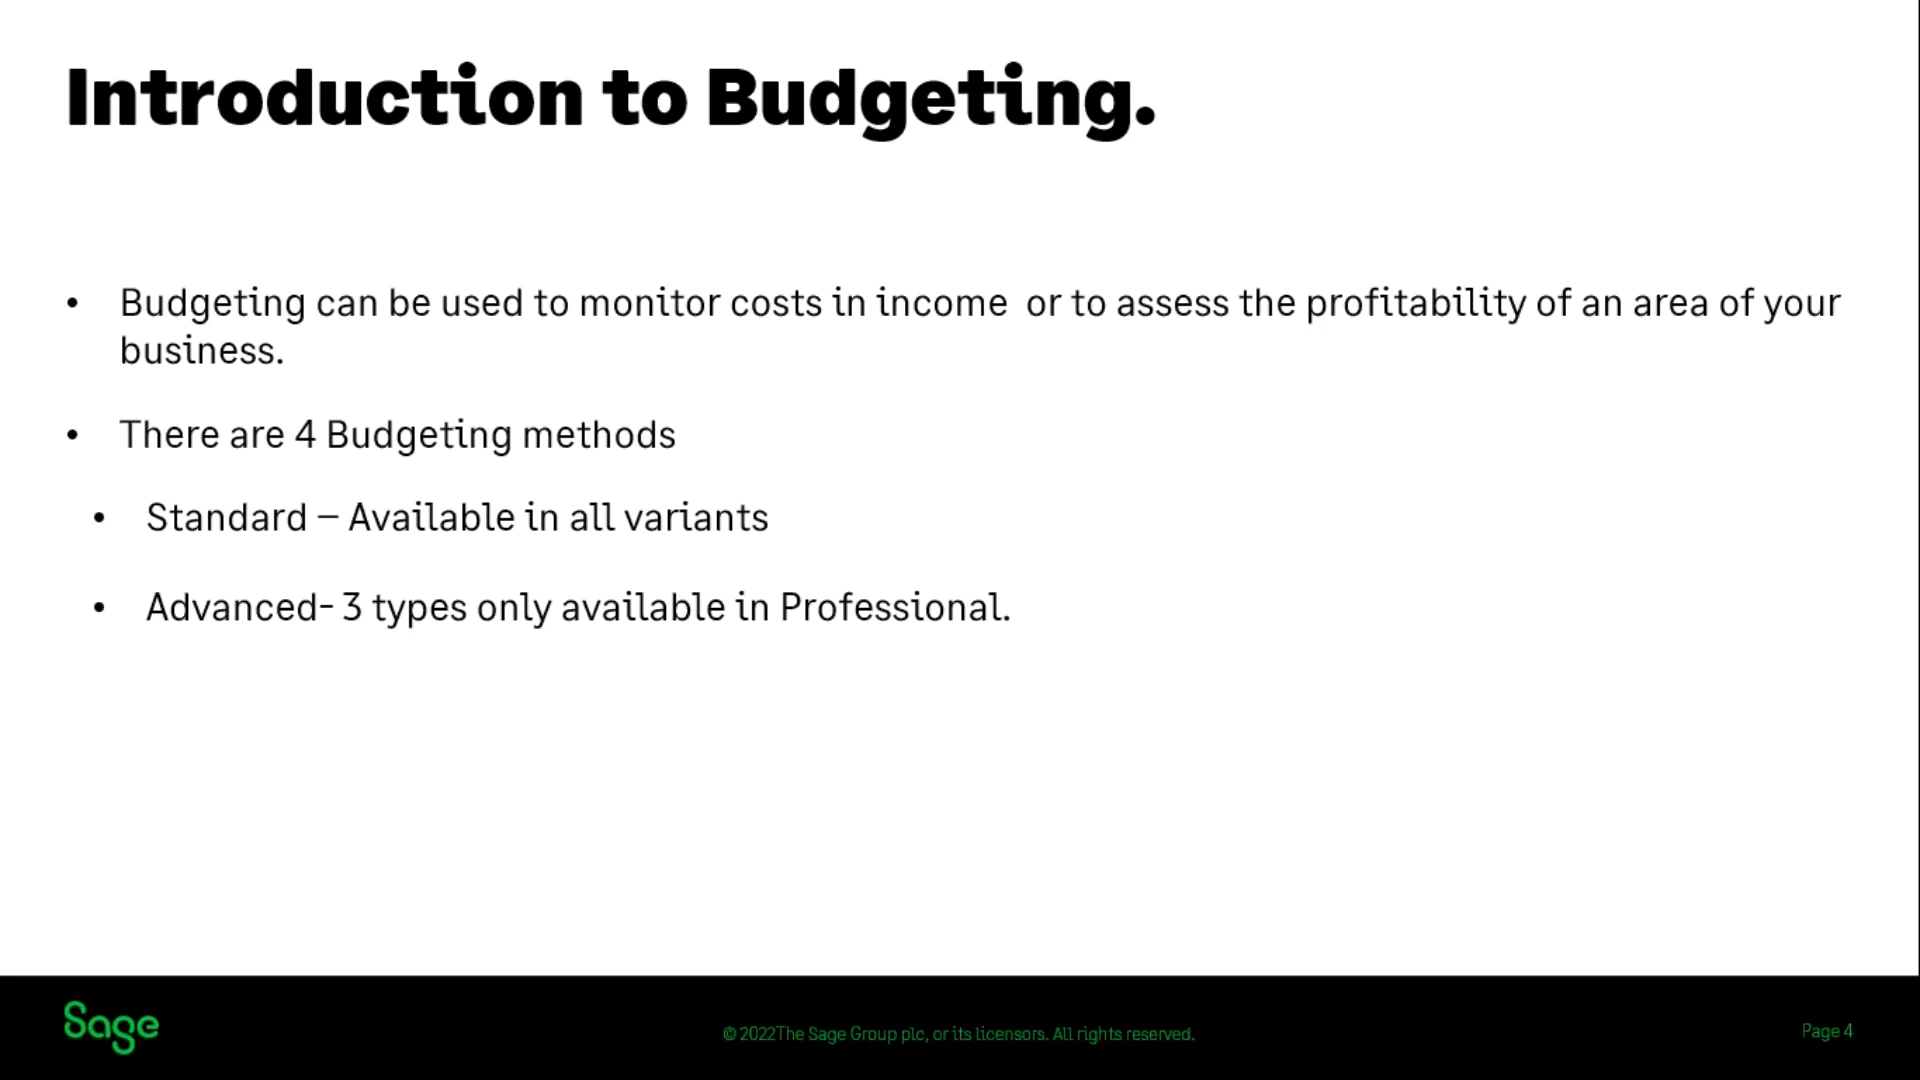 Introduction to Budgeting.
• Budgeting can be used to monitor costs in income  or to assess the profitability of an area of your
business.
• There are 4 Budgeting methods
• Standard – Available in all variants
• Advanced- 3 types only available in Professional.
Sage
© 2022The Sage Group plc, or its licensors. All rights reserved.
Page 4